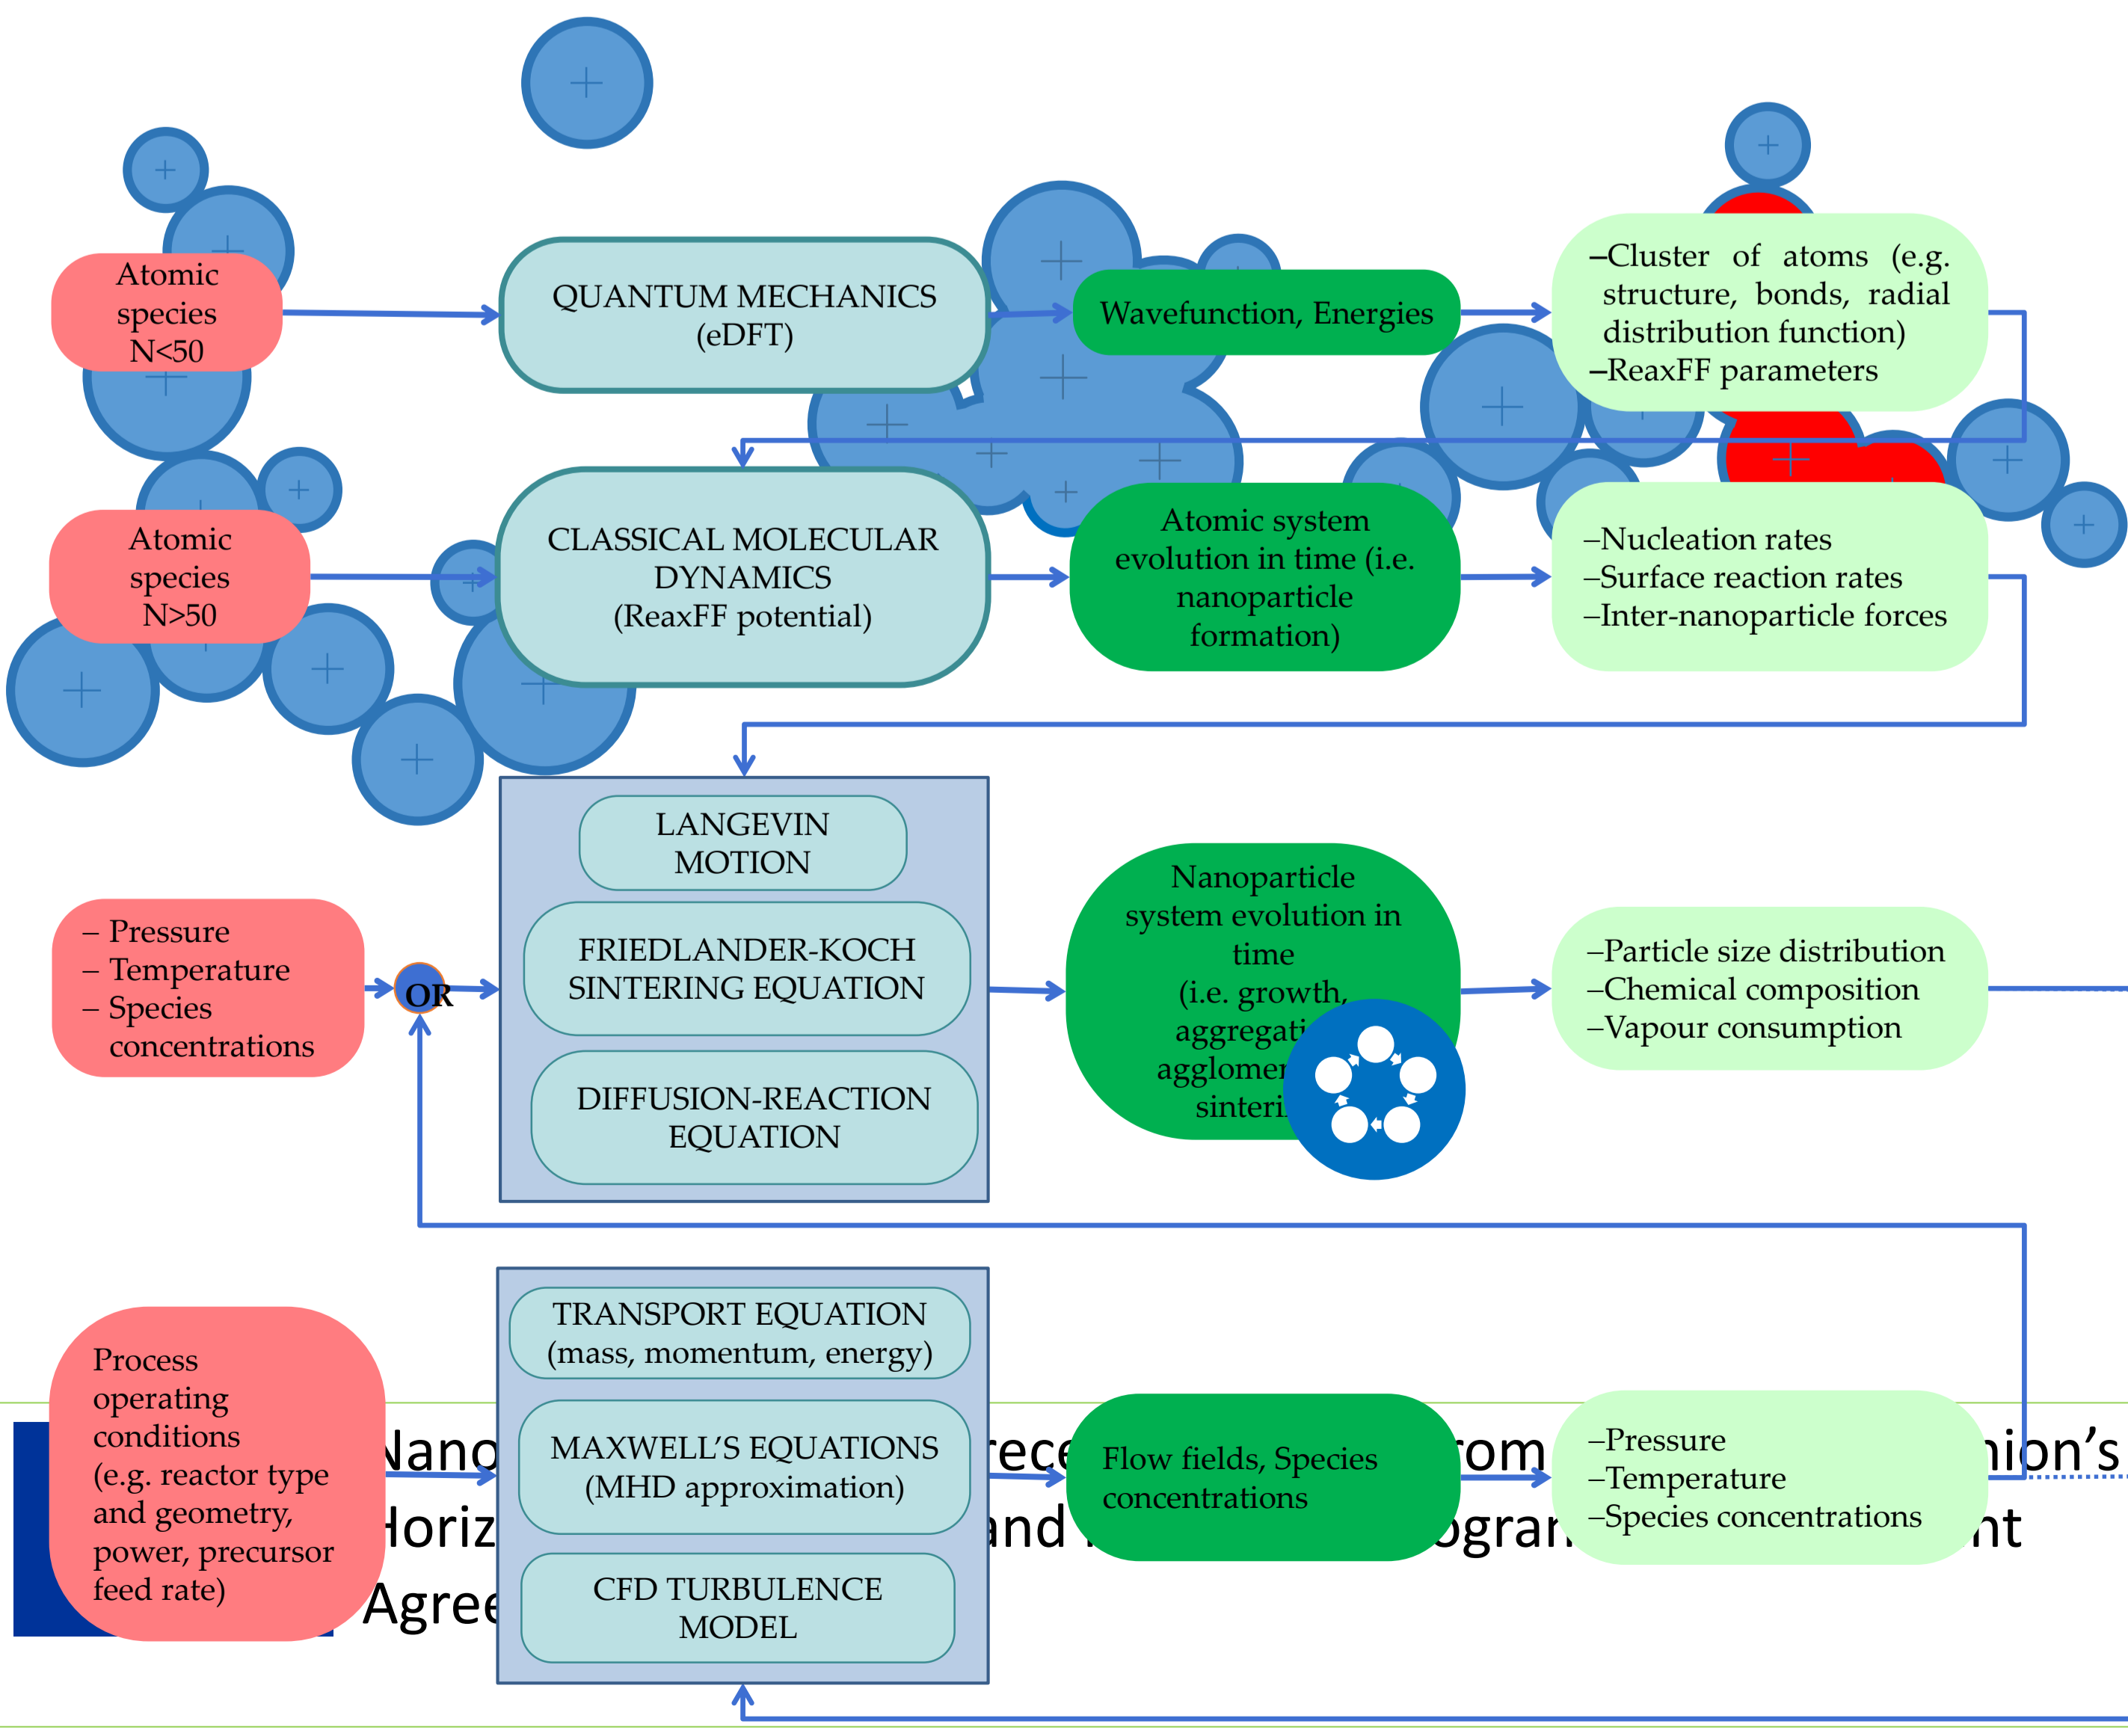 Atomic
species
N<50
QUANTUM MECHANICS
(eDFT)
Wavefunction, Energies
–Cluster of atoms (e.g.
structure, bonds, radial
distribution function)
–ReaxFF parameters
Atomic
species
N>50
CLASSICAL MOLECULAR
DYNAMICS
(ReaxFF potential)
Atomic system
evolution in time (i.e.
nanoparticle
formation)
–Nucleation rates
–Surface reaction rates
–Inter-nanoparticle forces
– Pressure
– Temperature
– Species
concentrations
OR
LANGEVIN
MOTION
FRIEDLANDER-KOCH
SINTERING EQUATION
DIFFUSION-REACTION
EQUATION
Nanoparticle
system evolution in
time
(i.e. growth,
–Particle size distribution
–Chemical composition
–Vapour consumption
Process
operating
conditions
(e.g. reactor type
and geometry,
power, precursor
feed rate)
TRANSPORT EQUATION
(mass, momentum, energy)
MAXWELL’S EQUATIONS
(MHD approximation)
CFD TURBULENCE
MODEL
Flow fields, Species
concentrations
–Pressure
–Temperature
–Species concentrations
and